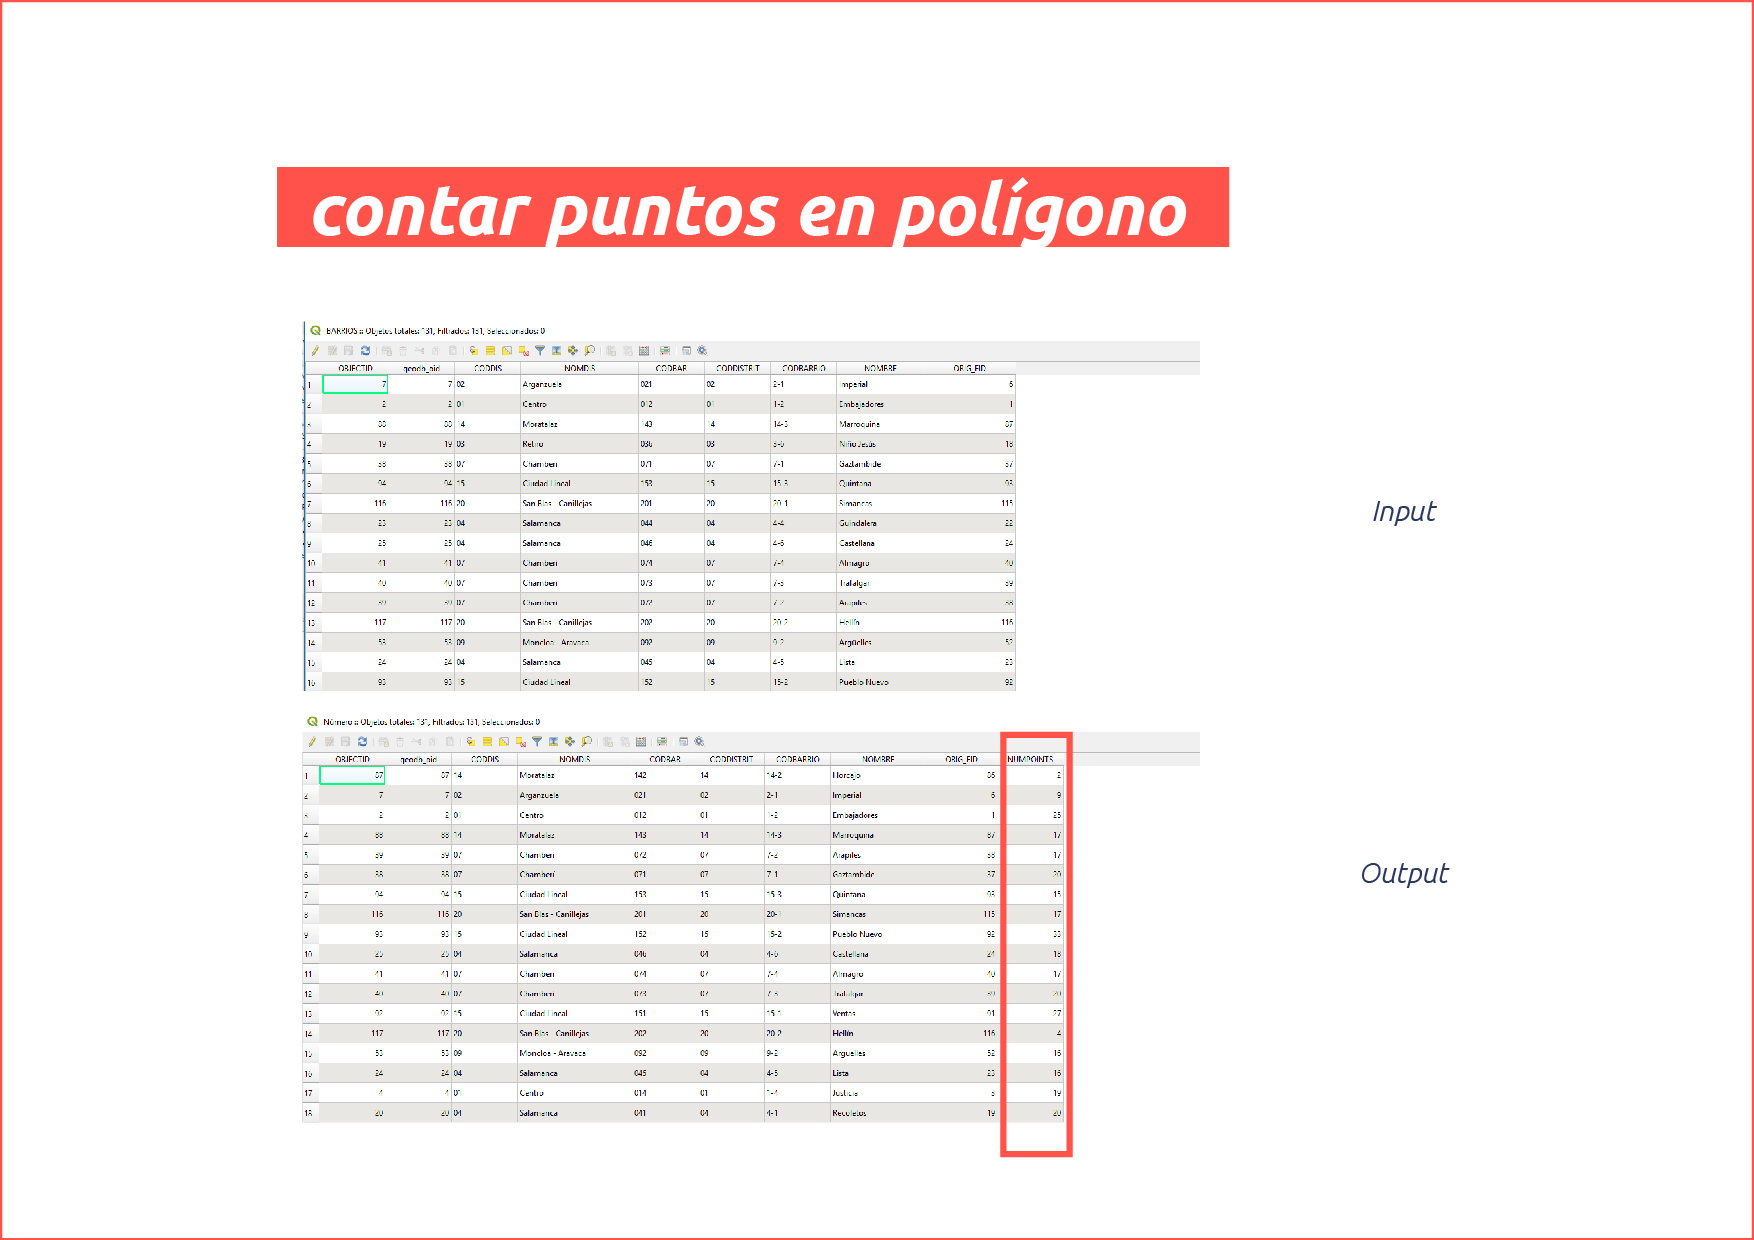 contar puntos en polígono
BARRIOS :: Objetos totales: 131, Filtrados: 131, Seleccionados: 0
OBJECTID geodb_oid CODDIS NOMDIS CODBAR CODDISTRIT CODBARRIO NOMBRE ORIG_FID
1 7 7 02 Arganzuela 021 02 2-1 Imperial 6
2 2 2 01 Centro 012 01 1-2 Embajadores 1
3 88 88 14 Moratalaz 143 14 14-3 Marroquina 87
4 19 19 03 Retiro 036 03 3-6 Niño Jesús 18
5 38 38 07 Chamberí 071 07 7-1 Gaztambide 37
6 94 94 15 Ciudad Lineal 153 15 15-3 Quintana 93
7 116 116 20 San Blas - Canillejas 201 20 20-1 Simancas 115
8 23 23 04 Salamanca 044 04 4-4 Guindalera 22
9 25 25 04 Salamanca 046 04 4-6 Castellana 24
10 41 41 07 Chamberí 074 07 7-4 Almagro 40
11 40 40 07 Chamberí 073 07 7-3 Trafalgar 39
12 39 39 07 Chamberí 072 07 7-2 Arapiles 38
13 117 117 20 San Blas - Canillejas 202 20 20-2 Hellín 116
14 53 53 09 Moncloa - Aravaca 092 09 9-2 Argüelles 52
15 24 24 04 Salamanca 045 04 4-5 Lista 23
16 93 93 15 Ciudad Lineal 152 15 15-2 Pueblo Nuevo 92
Input
Número :: Objetos totales: 131, Filtrados: 131, Seleccionados: 0
OBJECTID geodb_oid CODDIS NOMDIS CODBAR CODDISTRIT CODBARRIO NOMBRE ORIG_FID NUMPOINTS
1 87 87 14 Moratalaz 142 14 14-2 Horcajo 86 2
2 7 7 02 Arganzuela 021 02 2-1 Imperial 6 9
3 2 2 01 Centro 012 01 1-2 Embajadores 1 25
4 88 88 14 Moratalaz 143 14 14-3 Marroquina 87 17
5 39 39 07 Chamberí 072 07 7-2 Arapiles 38 17
6 38 38 07 Chamberí 071 07 7-1 Gaztambide 37 20
7 94 94 15 Ciudad Lineal 153 15 15-3 Quintana 93 15
8 116 116 20 San Blas - Canillejas 201 20 20-1 Simancas 115 17
9 93 93 15 Ciudad Lineal 152 15 15-2 Pueblo Nuevo 92 33
10 25 25 04 Salamanca 046 04 4-6 Castellana 24 18
11 41 41 07 Chamberí 074 07 7-4 Almagro 40 17
12 40 40 07 Chamberí 073 07 7-3 Trafalgar 39 20
13 92 92 15 Ciudad Lineal 151 15 15-1 Ventas 91 27
14 117 117 20 San Blas - Canillejas 202 20 20-2 Hellín 116 4
15 53 53 09 Moncloa - Aravaca 092 09 9-2 Argüelles 52 16
16 24 24 04 Salamanca 045 04 4-5 Lista 23 16
17 4 4 01 Centro 014 01 1-4 Justicia 3 19
18 20 20 04 Salamanca 041 04 4-1 Recoletos 19 20
Output